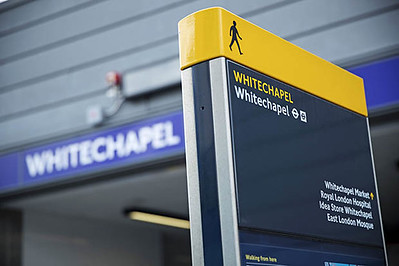 WHITECHAPEL
WHITECHAPEL
Whitechapel
Whitechapel Market
Royal London Hospital
Idea Store Whitechapel
East London Mosque
Walking from here